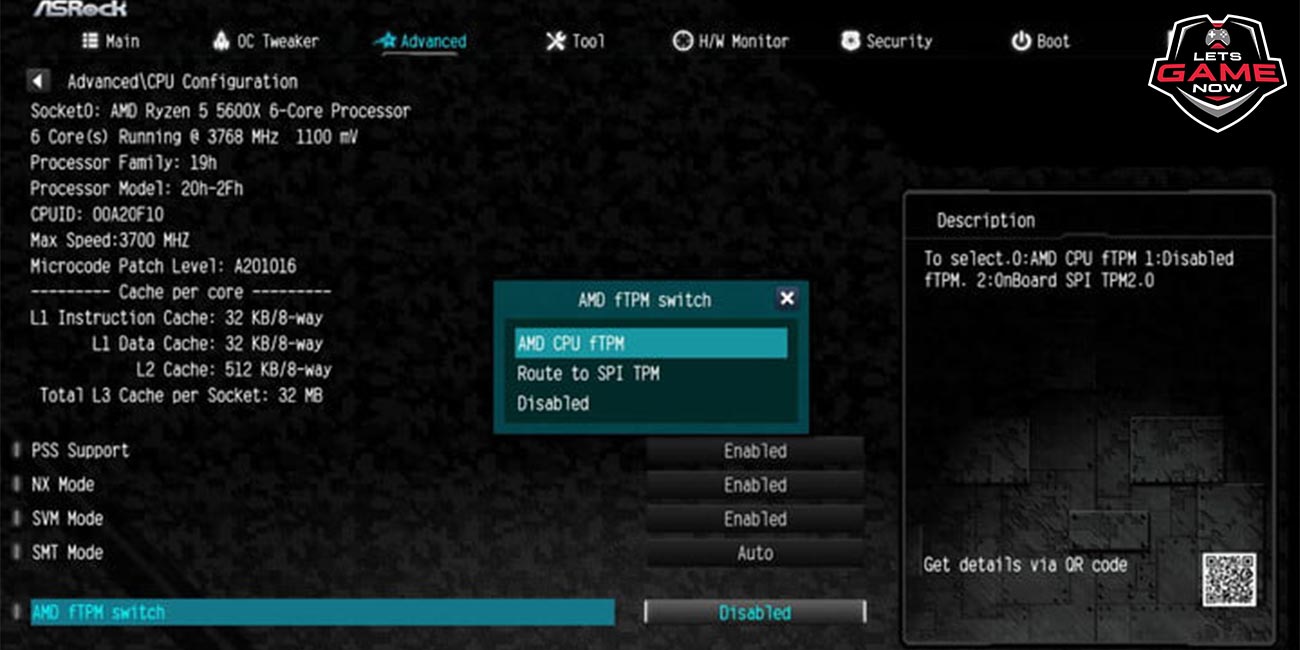 ASRock
Main
OC Tweaker
Advanced
Tool
H/W Monitor
Security
Boot
LETS
GAME
NOW
Advanced\CPU Configuration
Socket0: AMD Ryzen 5 5600X 6-Core Processor
6 Core(s) Running @ 3768 MHz 1100 mV
Processor Family: 19h
Processor Model: 20h-2Fh
CPUID: 00A20F10
Max Speed:3700 MHZ
Microcode Patch Level: A201016
--------- Cache per core ---------
L1 Instruction Cache: 32 KB/8-way
L1 Data Cache: 32 KB/8-way
L2 Cache: 512 KB/8-way
Total L3 Cache per Socket: 32 MB
AMD fTPM switch
AMD CPU fTPM
Route to SPI TPM
Disabled
PSS Support Enabled
NX Mode Enabled
SVM Mode Enabled
SMT Mode Auto
AMD fTPM switch Disabled
Description
To select.0:AMD CPU fTPM 1:Disabled
fTPM. 2:OnBoard SPI TPM2.0
Get details via QR code